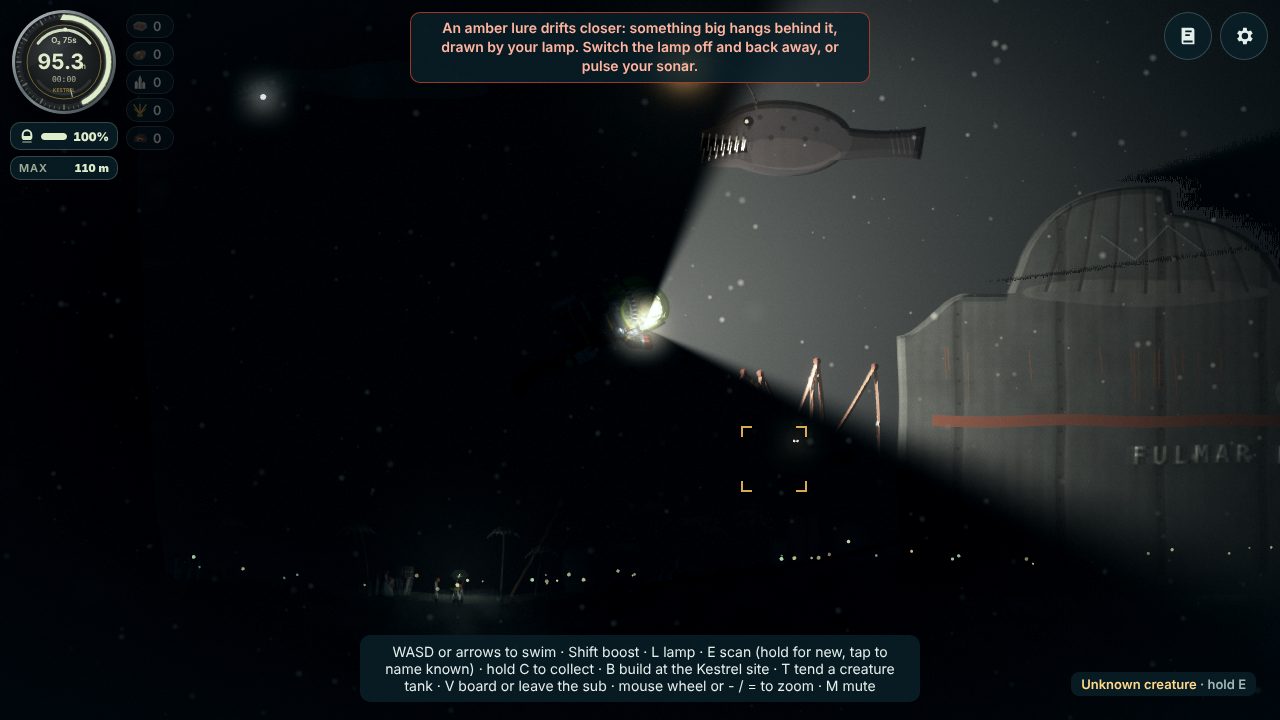 O₂ 75s
95.3
00:00
KESTREL
100%
MAX 110 m
0
0
0
0
0
An amber lure drifts closer: something big hangs behind it,
drawn by your lamp. Switch the lamp off and back away, or
pulse your sonar.
FULMAR
WASD or arrows to swim · Shift boost · L lamp · E scan (hold for new, tap to
name known) · hold C to collect · B build at the Kestrel site · T tend a creature
tank · V board or leave the sub · mouse wheel or - / = to zoom · M mute
Unknown creature · hold E